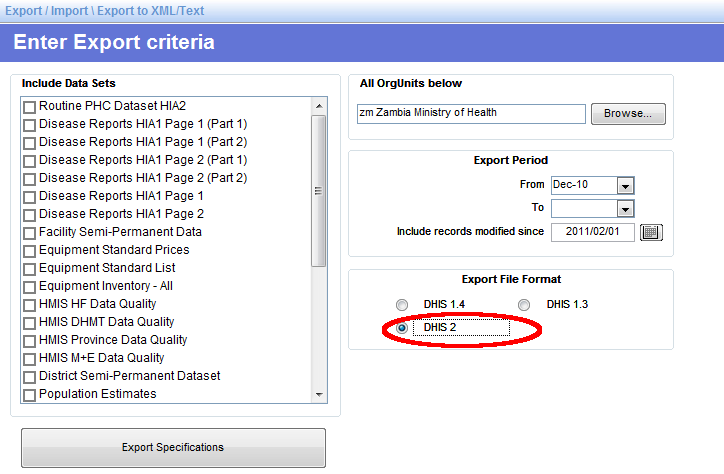 Export / Import \ Export to XML/Text
Enter Export criteria
Include Data Sets
Routine PHC Dataset HIA2
Disease Reports HIA1 Page 1 (Part 1)
Disease Reports HIA1 Page 1 (Part 2)
Disease Reports HIA1 Page 2 (Part 1)
Disease Reports HIA1 Page 2 (Part 2)
Disease Reports HIA1 Page 1
Disease Reports HIA1 Page 2
Facility Semi-Permanent Data
Equipment Standard Prices
Equipment Standard List
Equipment Inventory - All
HMIS HF Data Quality
HMIS DHMT Data Quality
HMIS Province Data Quality
HMIS M+E Data Quality
District Semi-Permanent Dataset
Population Estimates
Export Specifications
All OrgUnits below
zm Zambia Ministry of Health Browse...
Export Period
From Dec-10
To
Include records modified since 2011/02/01
Export File Format
DHIS 1.4 DHIS 1.3
DHIS 2